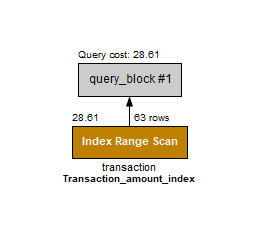 Query cost: 28.61
query_block #1
28.61 63 rows
Index Range Scan
transaction
Transaction_amount_index